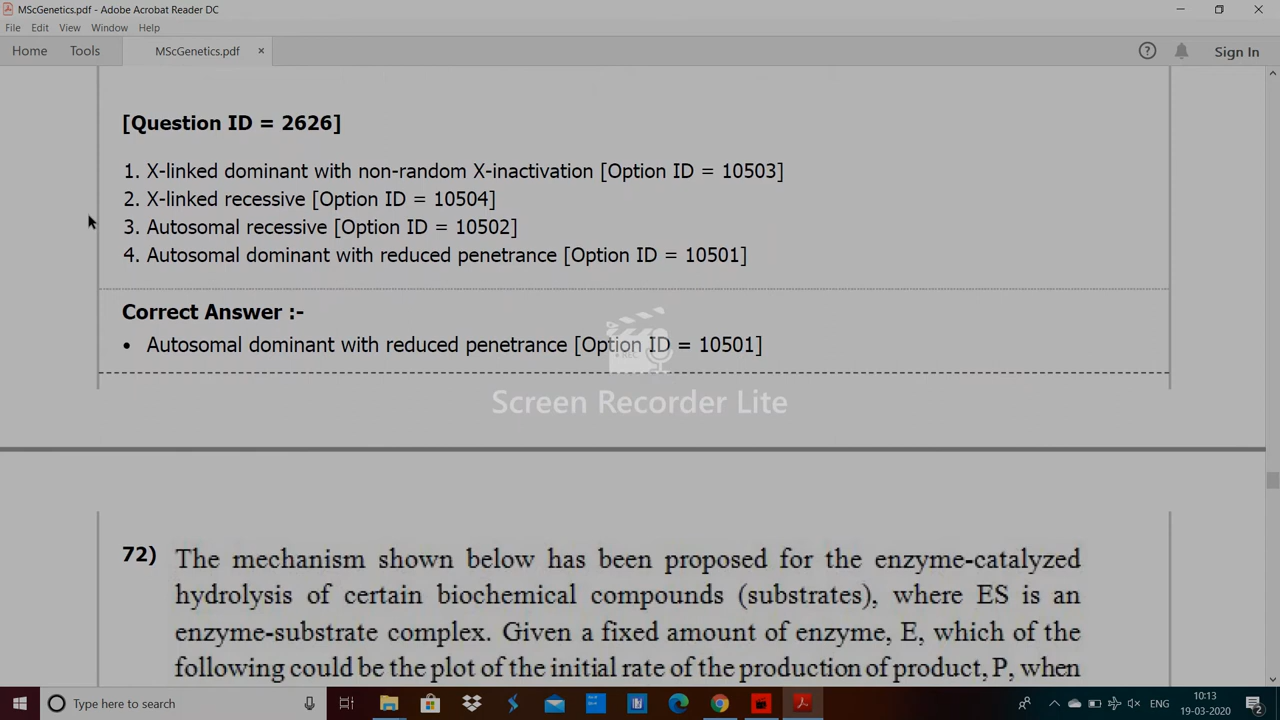 MScGenetics.pdf - Adobe Acrobat Reader DC
File Edit View Window Help
Home Tools MScGenetics.pdf × Sign In
[Question ID = 2626]
1. X-linked dominant with non-random X-inactivation [Option ID = 10503]
2. X-linked recessive [Option ID = 10504]
3. Autosomal recessive [Option ID = 10502]
4. Autosomal dominant with reduced penetrance [Option ID = 10501]
Correct Answer :-
• Autosomal dominant with reduced penetrance [Option ID = 10501]
Screen Recorder Lite
72) The mechanism shown below has been proposed for the enzyme-catalyzed
hydrolysis of certain biochemical compounds (substrates), where ES is an
enzyme-substrate complex. Given a fixed amount of enzyme, E, which of the
following could be the plot of the initial rate of the production of product, P, when
Type here to search
ENG
10:13
19-03-2020
2